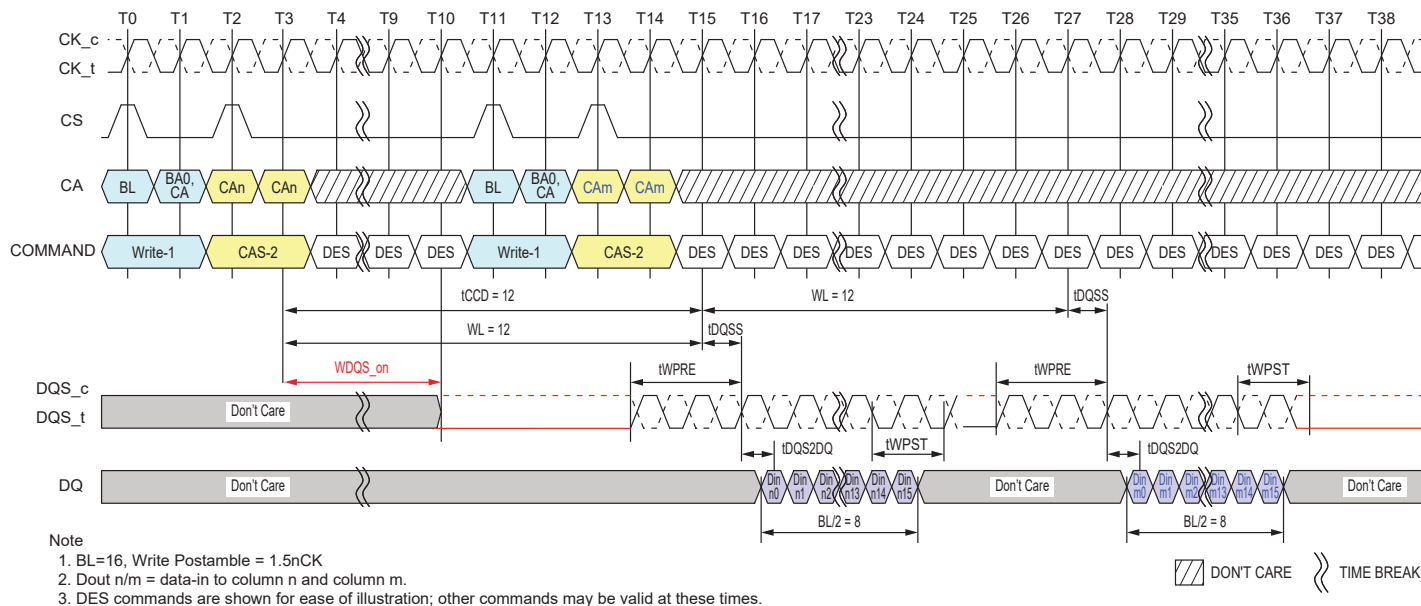 T0 T1 T2 T3 T4 T9 T10 T11 T12 T13 T14 T15 T16 T17 T23 T24 T25 T26 T27 T28 T29 T35 T36 T37 T38
CK_c
CK_t
CS
CA BL BA0, CA CAn CAn BL BA0, CA CAm CAm
COMMAND Write-1 CAS-2 DES DES DES Write-1 CAS-2 DES DES DES DES DES DES DES DES DES DES DES DES DES DES
tCCD = 12 WL = 12 tDQSS
WL = 12 tDQSS
WDQS_on tWPRE tWPRE tWPST
DQS_c
DQS_t Don't Care
tDQS2DQ tWPST tDQS2DQ
DQ Don't Care Din n0 Din n1 Din n2 Din n13 Din n14 Din n15 Don't Care Din m0 Din m1 Din m2 Din m13 Din m14 Din m15 Don't Care
BL/2 = 8 BL/2 = 8
Note
1. BL=16, Write Postamble = 1.5nCK
2. Dout n/m = data-in to column n and column m.
3. DES commands are shown for ease of illustration; other commands may be valid at these times.
DON'T CARE TIME BREAK